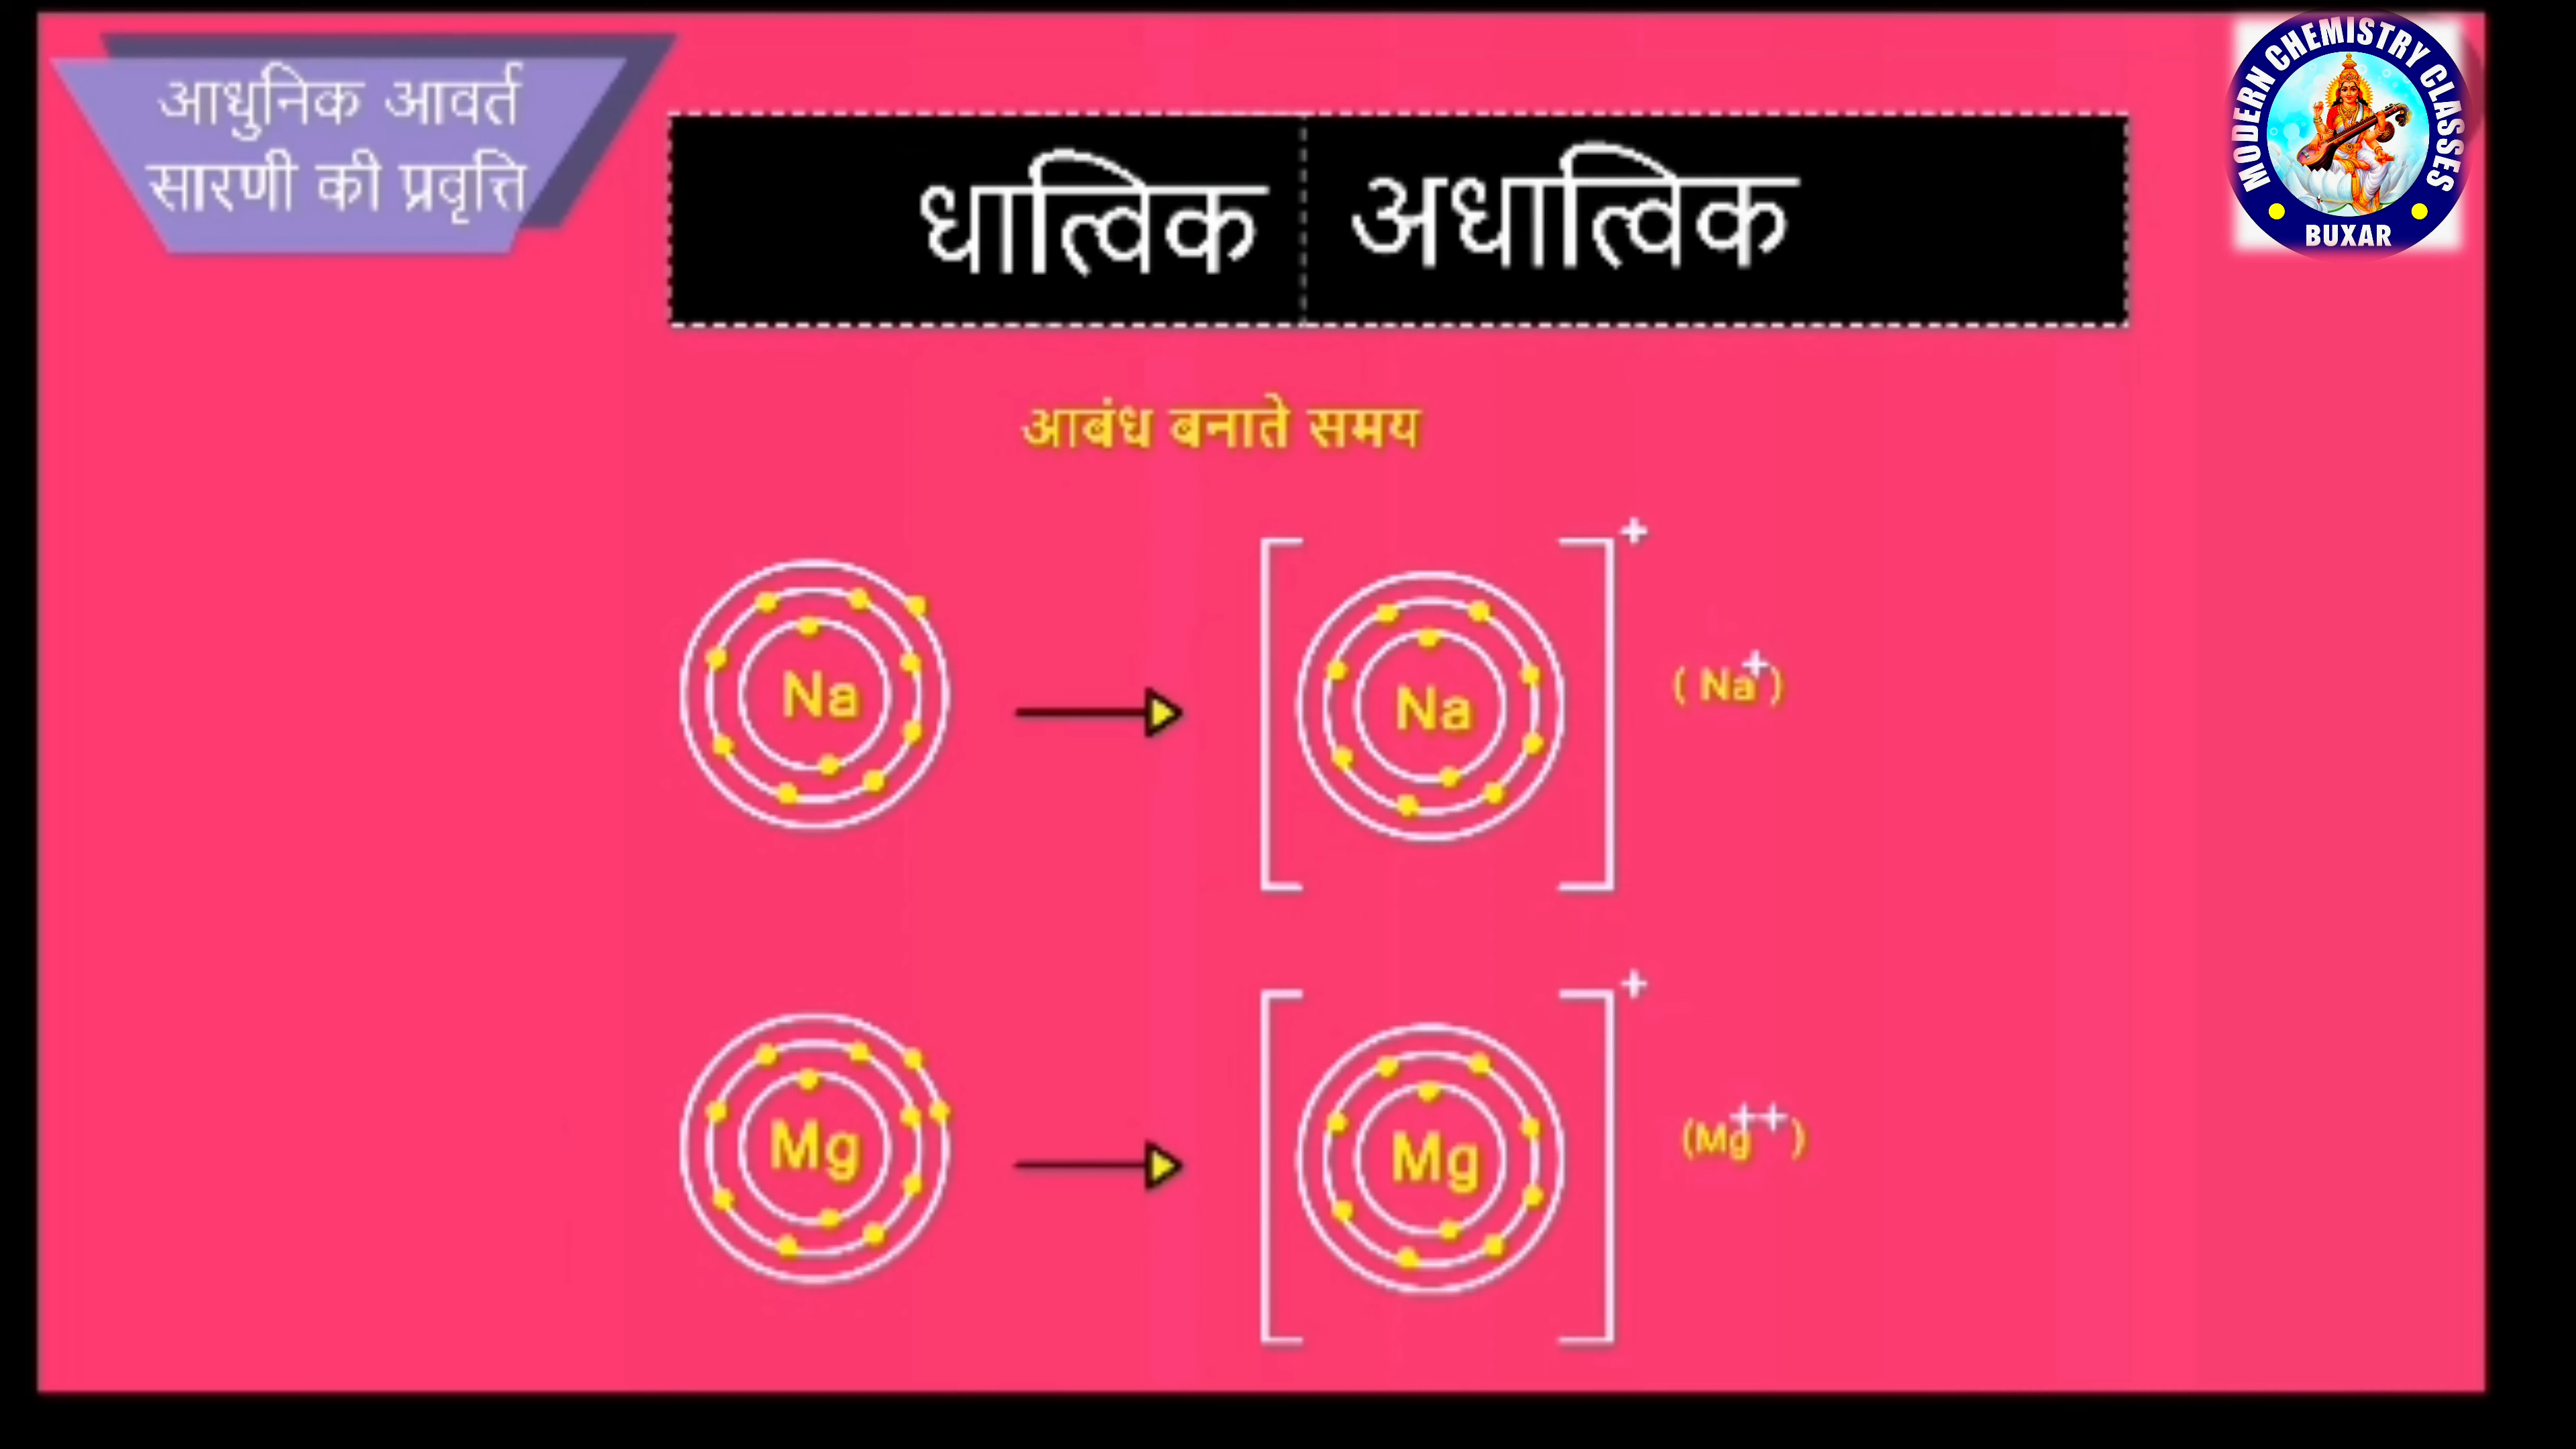 आधुनिक आवर्त
सारणी की प्रवृत्ति
धात्विक अधात्विक
MODERN CHEMISTRY CLASSES
BUXAR
आबंध बनाते समय
Na
Na
+
( Na+ )
Mg
Mg
+
(Mg++)